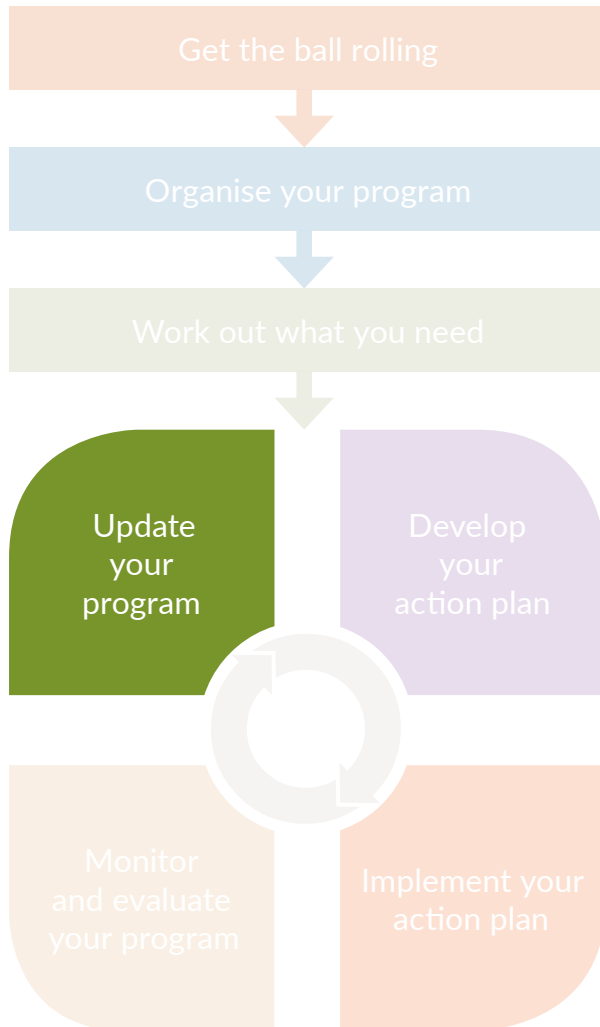 Get the ball rolling
Organise your program
Work out what you need
Update
your
program
Develop
your
action plan
Monitor
and evaluate
your program
Implement your
action plan